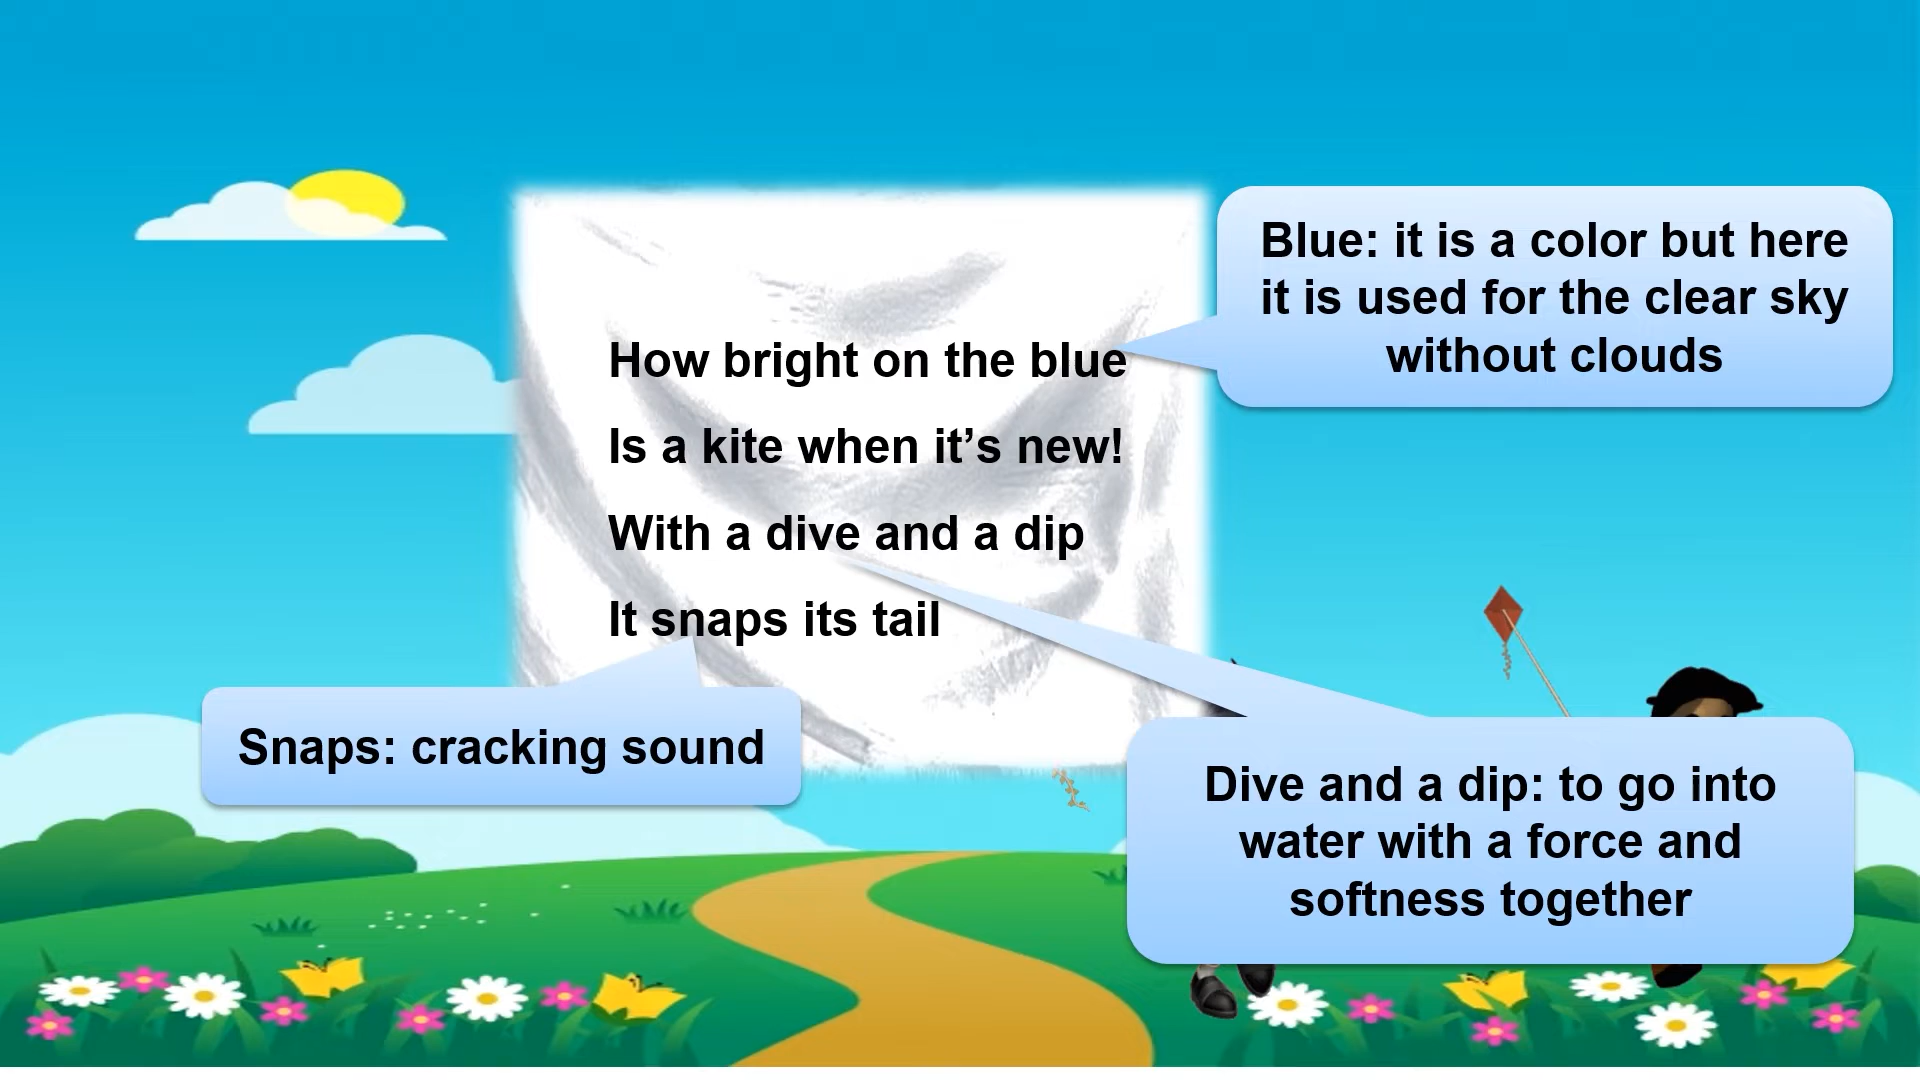 How bright on the blue
Is a kite when it’s new!
With a dive and a dip
It snaps its tail
Blue: it is a color but here
it is used for the clear sky
without clouds
Snaps: cracking sound
Dive and a dip: to go into
water with a force and
softness together